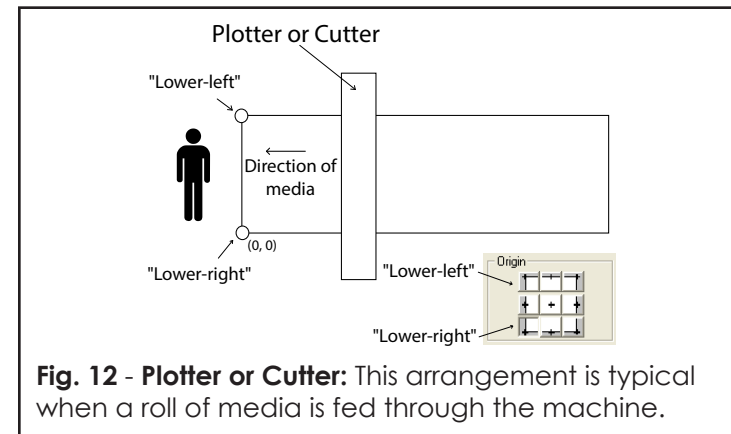 Plotter or Cutter
"Lower-left"
Direction of
media
(0, 0)
"Lower-right"
Origin
"Lower-left"
"Lower-right"
Fig. 12 - Plotter or Cutter: This arrangement is typical
when a roll of media is fed through the machine.